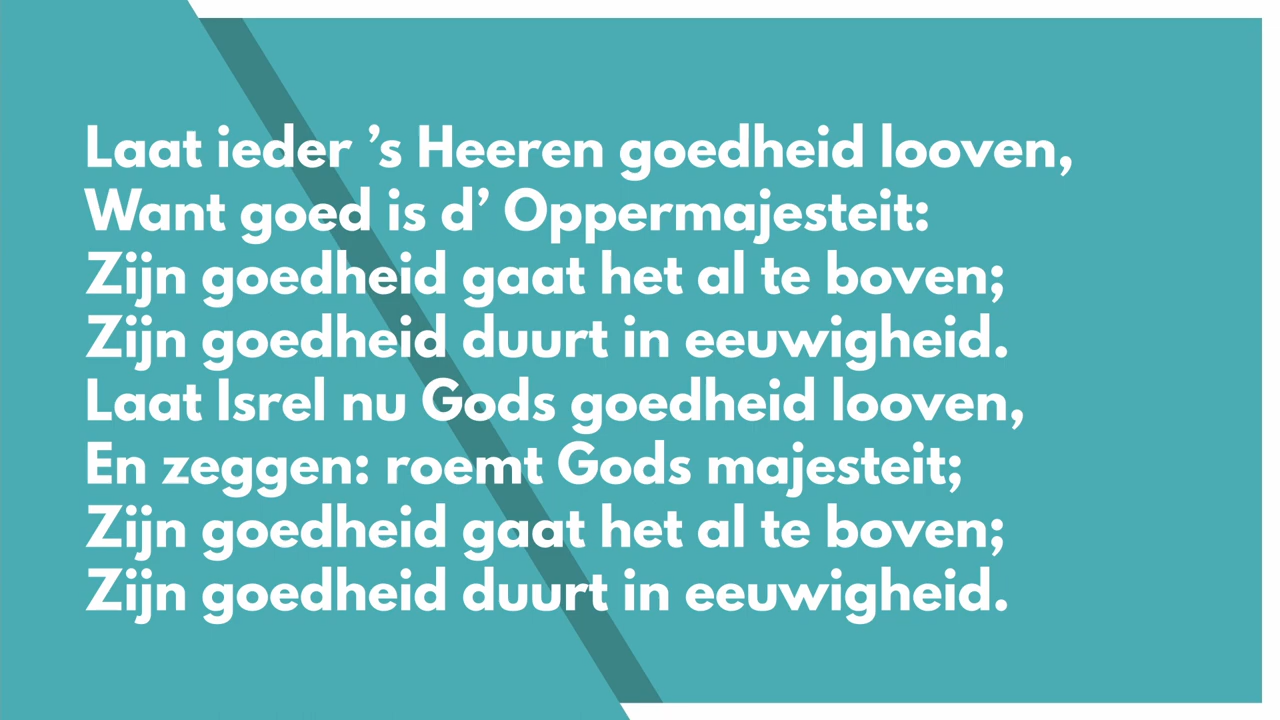 Laat ieder ’s Heeren goedheid looven,
Want goed is d’ Oppermajesteit:
Zijn goedheid gaat het al te boven;
Zijn goedheid duurt in eeuwigheid.
Laat Isrel nu Gods goedheid looven,
En zeggen: roemt Gods majesteit;
Zijn goedheid gaat het al te boven;
Zijn goedheid duurt in eeuwigheid.